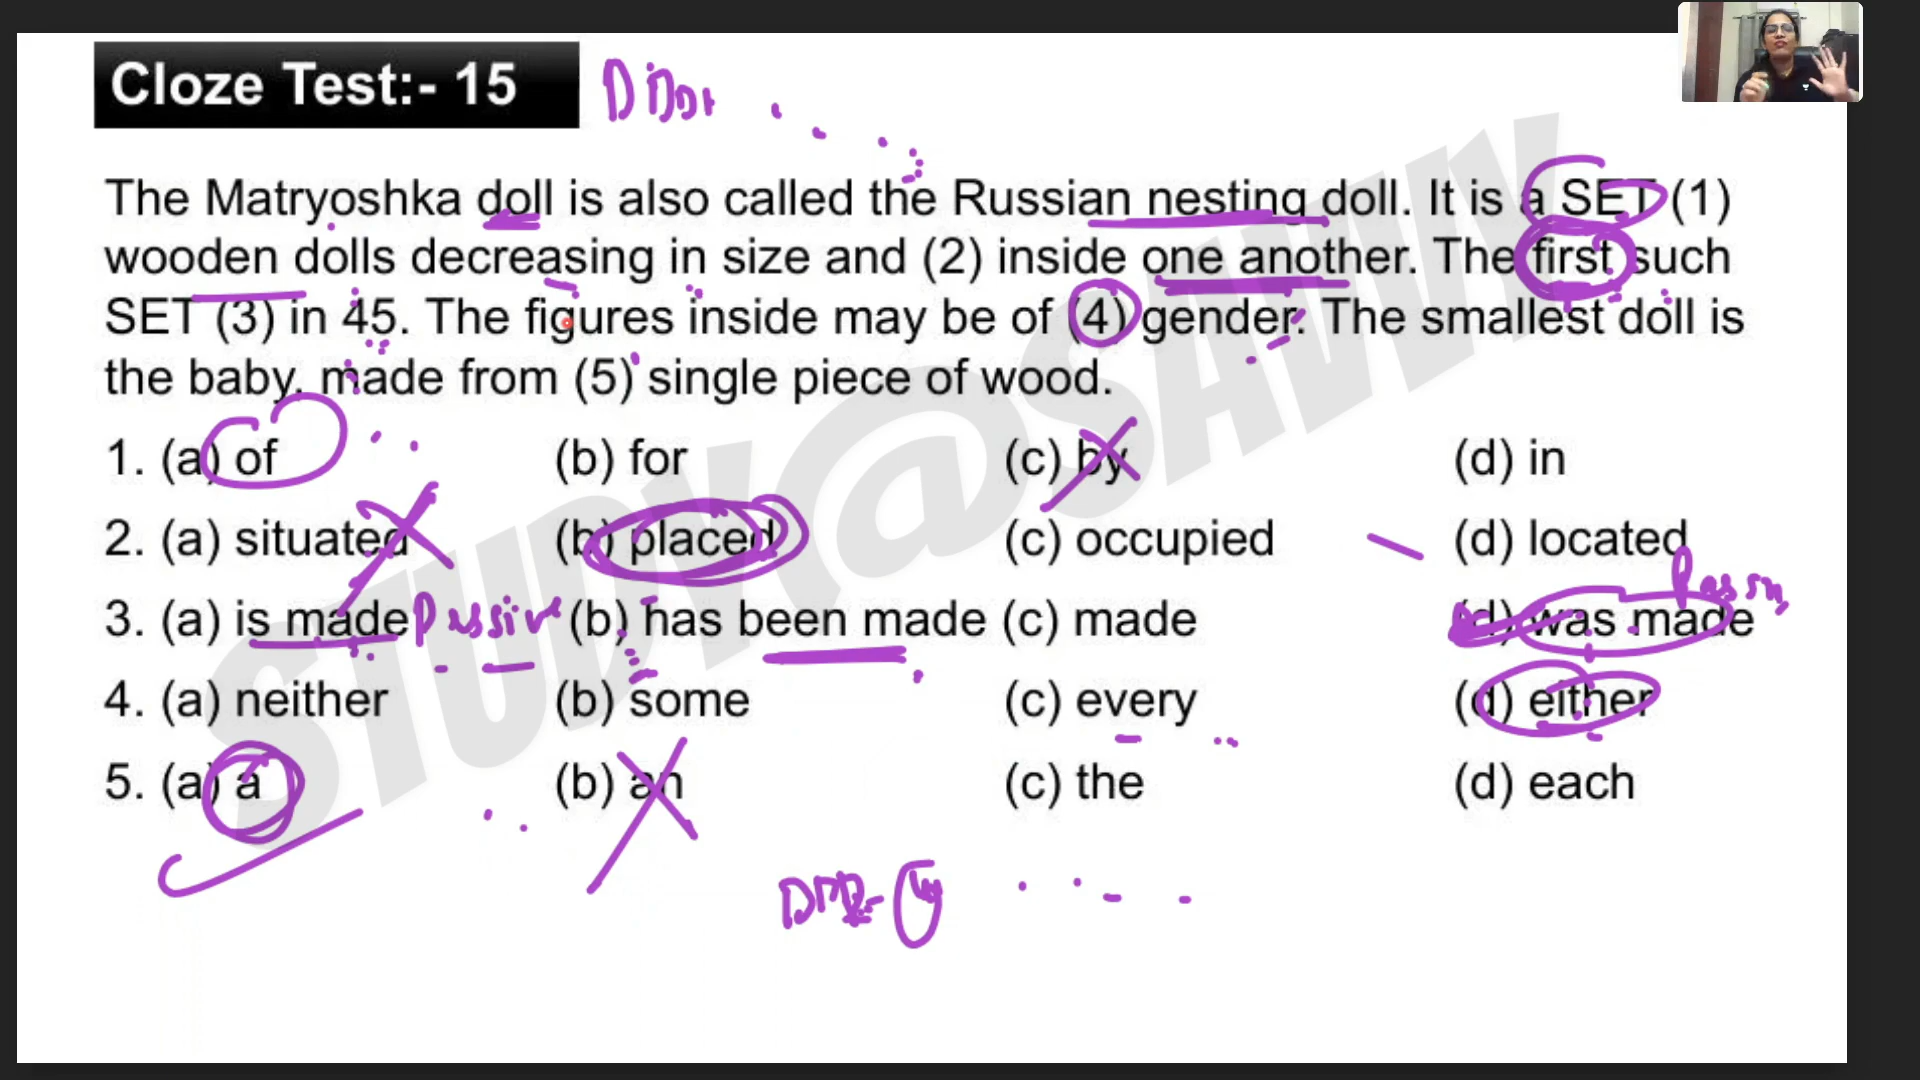 Cloze Test:- 15
The Matryoshka doll is also called the Russian nesting doll. It is a SET (1)
wooden dolls decreasing in size and (2) inside one another. The first such
SET (3) in 45. The figures inside may be of (4) gender. The smallest doll is
the baby, made from (5) single piece of wood.
1. (a) of (b) for (c) by (d) in
2. (a) situated (b) placed (c) occupied (d) located
3. (a) is made Passive (b) has been made (c) made (d) was made
4. (a) neither (b) some (c) every (d) either
5. (a) a (b) an (c) the (d) each
STUDY@SAVVY